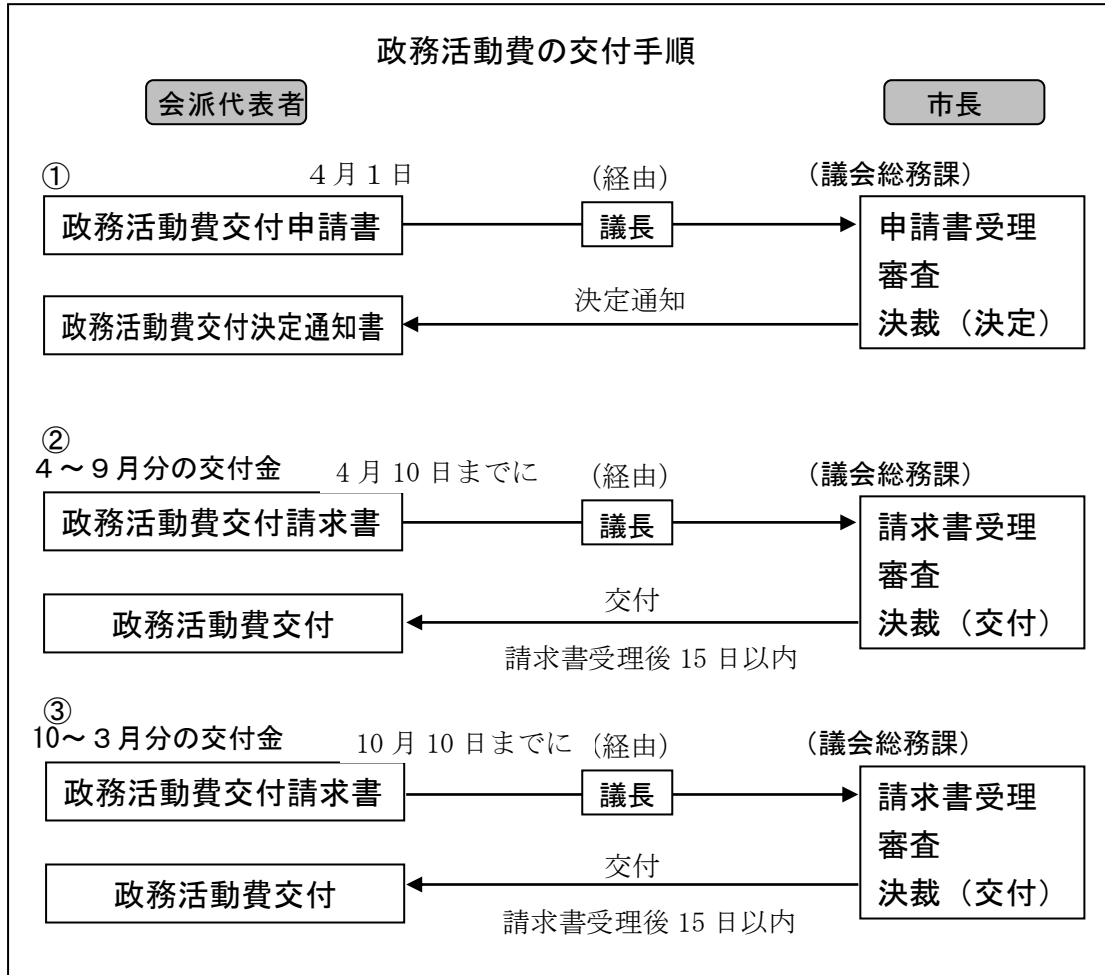 政務活動費の交付手順
会派代表者
市長
①
4月1日
(経由)
(議会総務課)
政務活動費交付申請書
議長
申請書受理
審査
決裁（決定）
決定通知
政務活動費交付決定通知書
②
4～9月分の交付金
4月10日までに
(経由)
(議会総務課)
政務活動費交付請求書
議長
請求書受理
審査
決裁（交付）
交付
政務活動費交付
請求書受理後15日以内
③
10～3月分の交付金
10月10日までに
(経由)
(議会総務課)
政務活動費交付請求書
議長
請求書受理
審査
決裁（交付）
交付
政務活動費交付
請求書受理後15日以内